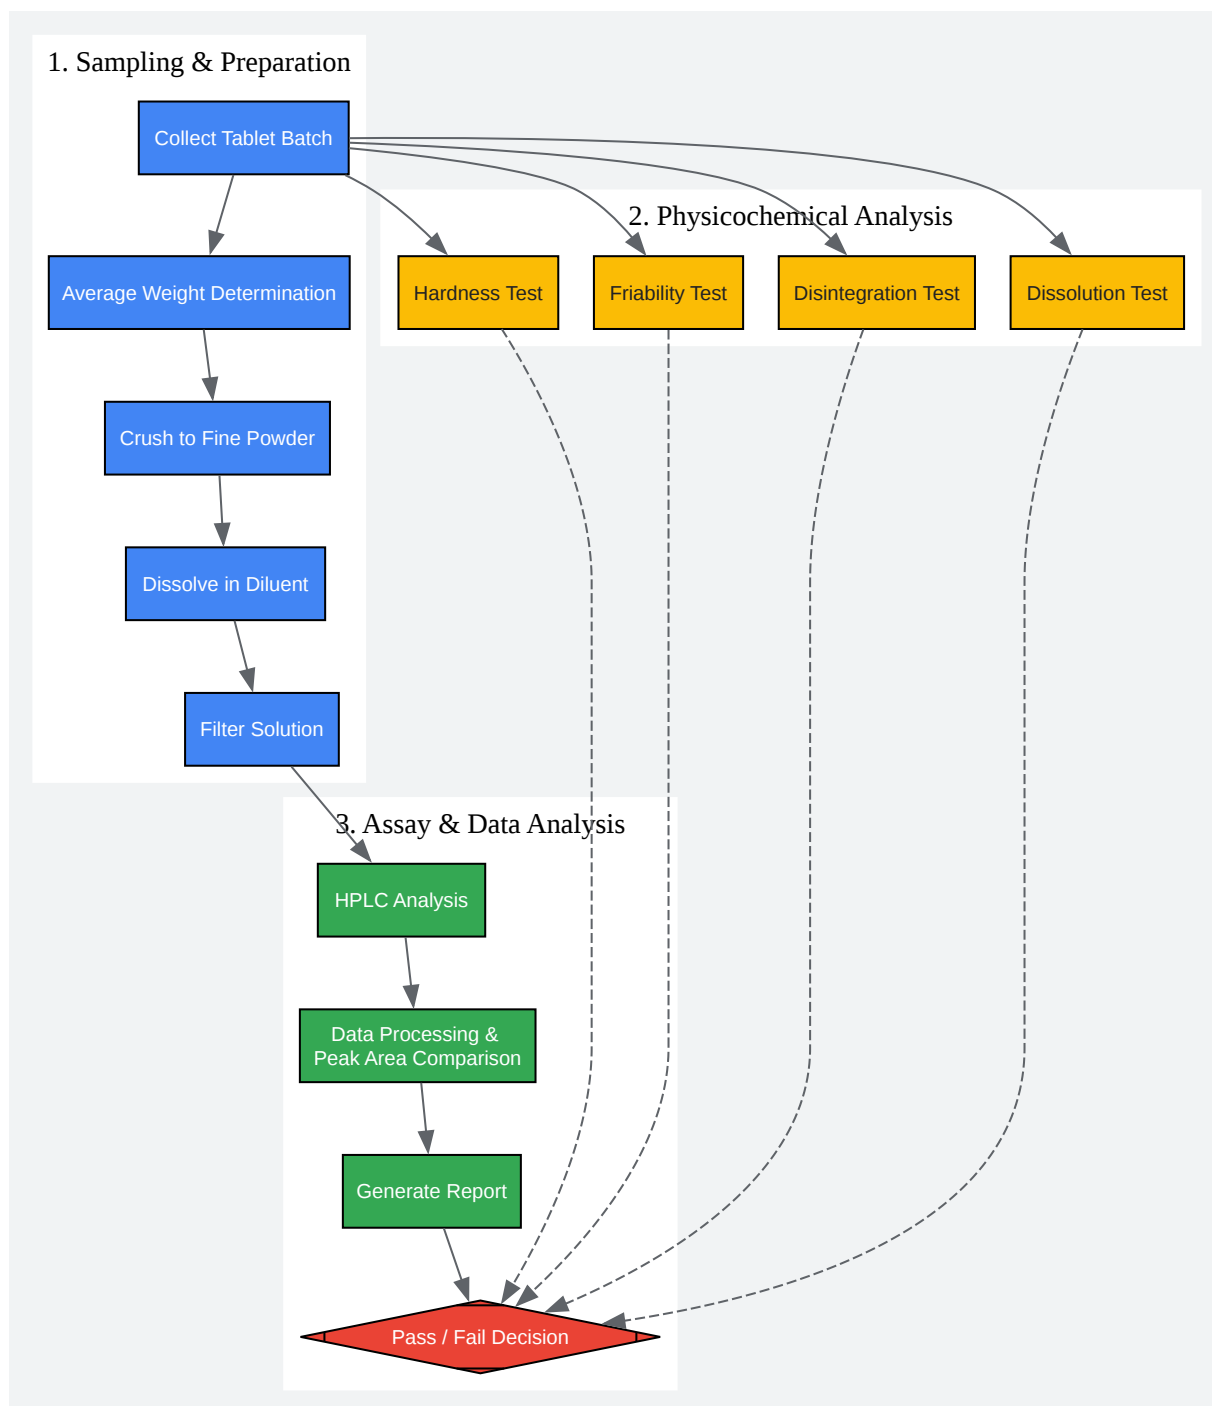 1. Sampling & Preparation
Collect Tablet Batch
2. Physicochemical Analysis
Average Weight Determination
Hardness Test
Friability Test
Disintegration Test
Dissolution Test
Crush to Fine Powder
Dissolve in Diluent
Filter Solution
3. Assay & Data Analysis
HPLC Analysis
Data Processing &
Peak Area Comparison
Generate Report
Pass / Fail Decision